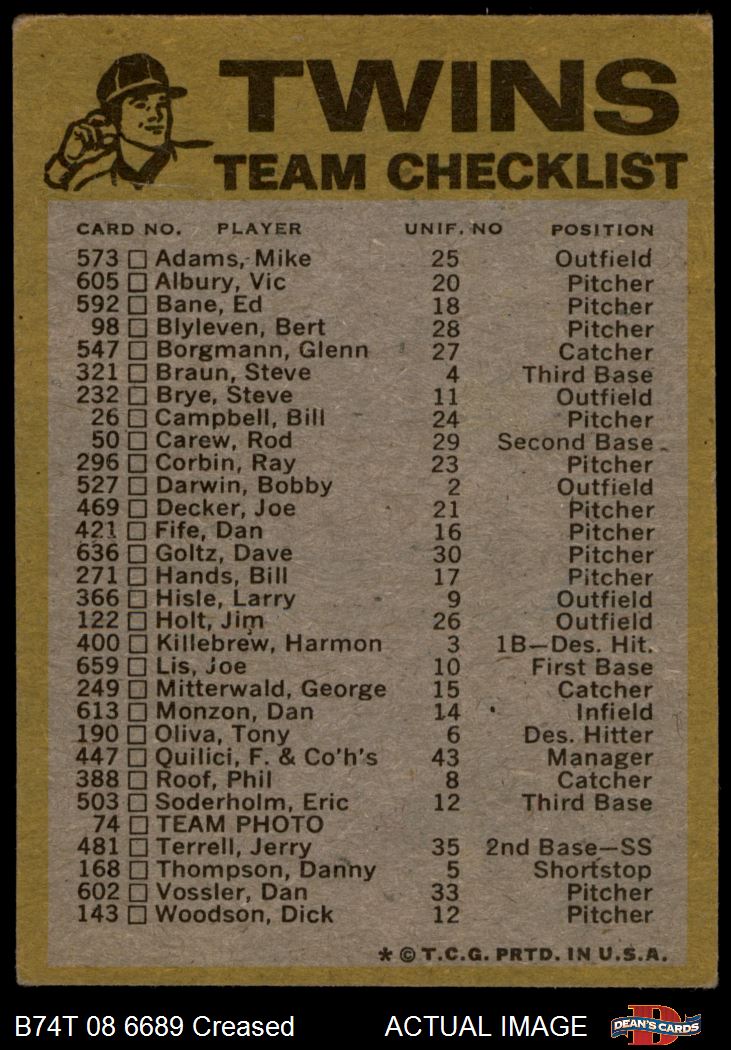 TWINS
TEAM CHECKLIST
CARD NO. PLAYER UNIF. NO POSITION
573 □ Adams, Mike 25 Outfield
605 □ Albury, Vic 20 Pitcher
592 □ Bane, Ed 18 Pitcher
98 □ Blyleven, Bert 28 Pitcher
547 □ Borgmann, Glenn 27 Catcher
321 □ Braun, Steve 4 Third Base
232 □ Brye, Steve 11 Outfield
26 □ Campbell, Bill 24 Pitcher
50 □ Carew, Rod 29 Second Base
296 □ Corbin, Ray 23 Pitcher
527 □ Darwin, Bobby 2 Outfield
469 □ Decker, Joe 21 Pitcher
421 □ Fife, Dan 16 Pitcher
636 □ Goltz, Dave 30 Pitcher
271 □ Hands, Bill 17 Pitcher
366 □ Hisle, Larry 9 Outfield
122 □ Holt, Jim 26 Outfield
400 □ Killebrew, Harmon 3 1B—Des. Hit.
659 □ Lis, Joe 10 First Base
249 □ Mitterwald, George 15 Catcher
613 □ Monzon, Dan 14 Infield
190 □ Oliva, Tony 6 Des. Hitter
447 □ Quilici, F. & Co'h's 43 Manager
388 □ Roof, Phil 8 Catcher
503 □ Soderholm, Eric 12 Third Base
74 □ TEAM PHOTO
481 □ Terrell, Jerry 35 2nd Base—SS
168 □ Thompson, Danny 5 Shortstop
602 □ Vossler, Dan 33 Pitcher
143 □ Woodson, Dick 12 Pitcher
* © T.C.G. PRTD. IN U.S.A.
B74T 08 6689 Creased ACTUAL IMAGE
DEAN'S CARDS